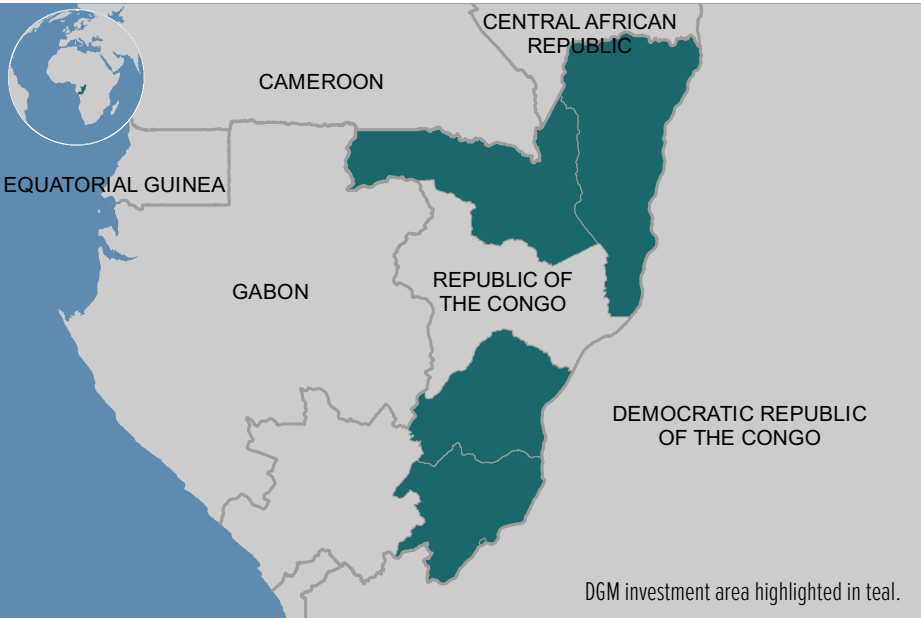 CENTRAL AFRICAN
REPUBLIC
CAMEROON
EQUATORIAL GUINEA
GABON
REPUBLIC OF
THE CONGO
DEMOCRATIC REPUBLIC
OF THE CONGO
DGM investment area highlighted in teal.